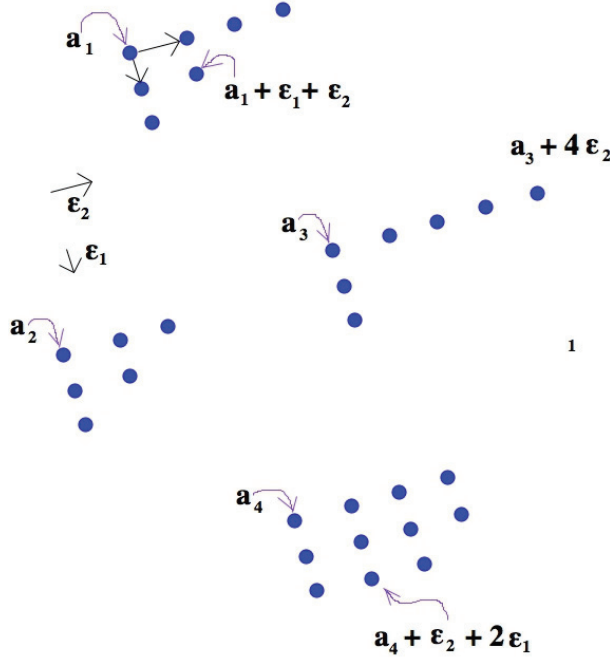 a₁
a₁ + ε₁ + ε₂
a₃ + 4 ε₂
ε₂
a₃
ε₁
a₂
1
a₄
a₄ + ε₂ + 2 ε₁